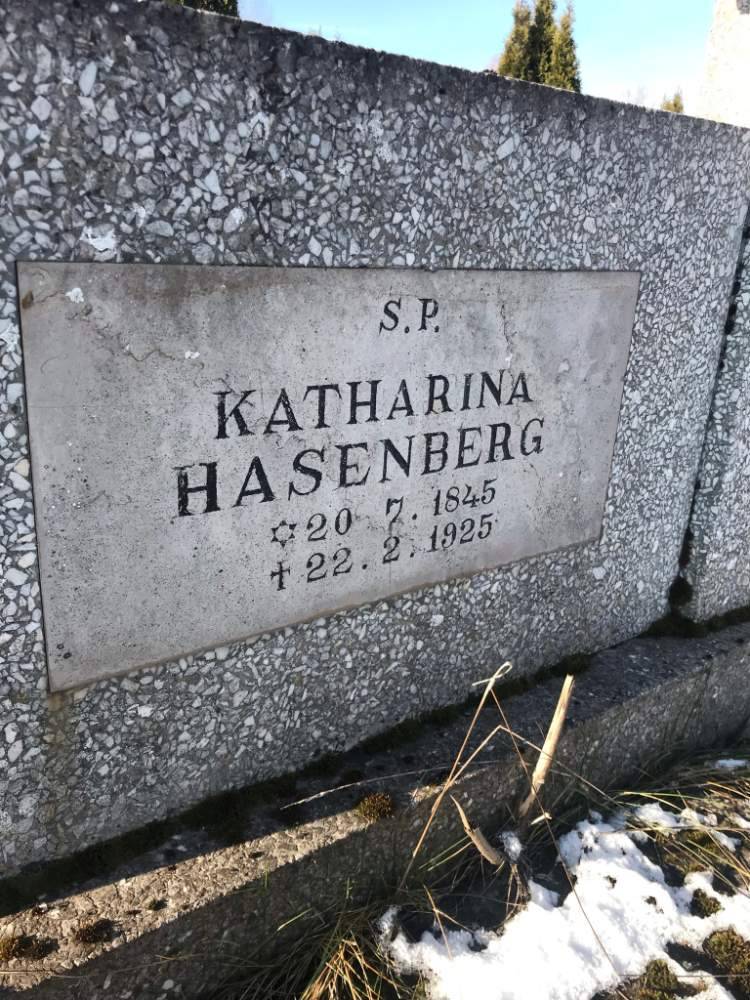 S.P.
KATHARINA
HASENBERG
✡20 7. 1845
†22.2.1925